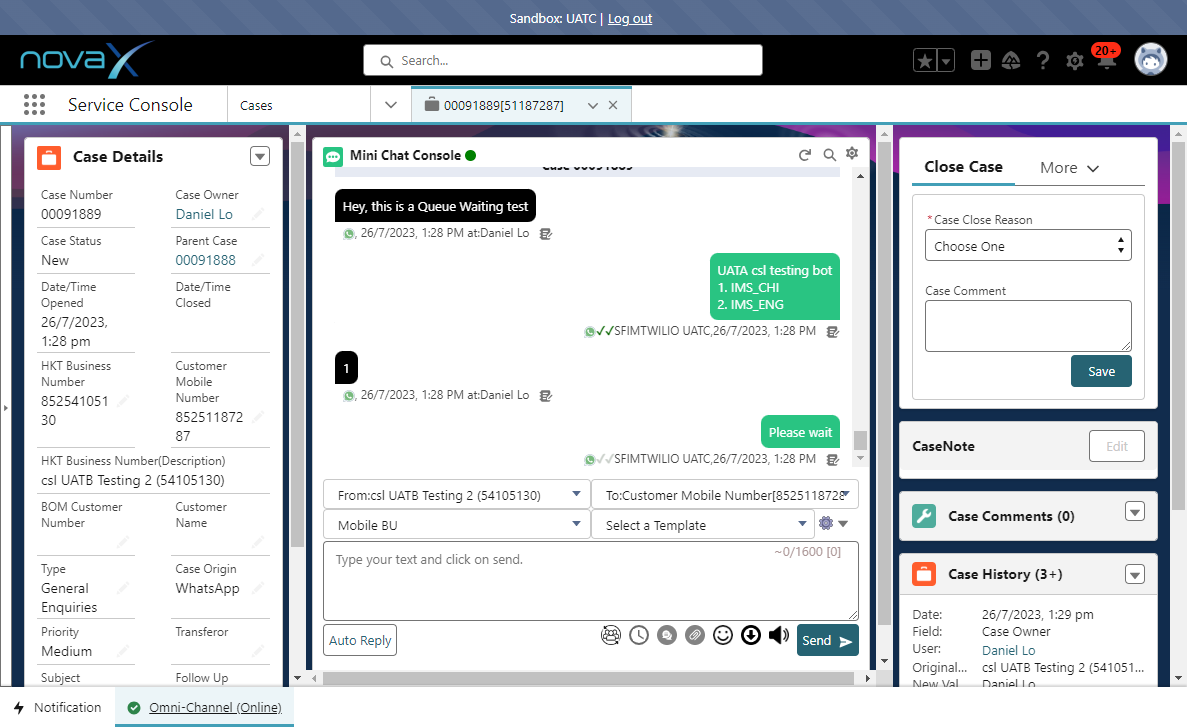 Sandbox: UATC | Log out
novaX
Search...
20+
Service Console
Cases
00091889[51187287]
Case Details
Case Number
00091889
Case Owner
Daniel Lo
Case Status
New
Parent Case
00091888
Date/Time
Opened
26/7/2023,
1:28 pm
Date/Time
Closed
HKT Business
Number
852541051
30
Customer
Mobile
Number
852511872
87
HKT Business Number(Description)
csl UATB Testing 2 (54105130)
BOM Customer
Number
Customer
Name
Type
General
Enquiries
Case Origin
WhatsApp
Priority
Medium
Transferor
Subject
Follow Up
Mini Chat Console
Case 00091889
Hey, this is a Queue Waiting test
, 26/7/2023, 1:28 PM at:Daniel Lo
UATA csl testing bot
1. IMS_CHI
2. IMS_ENG
SFIMTWILIO UATC,26/7/2023, 1:28 PM
1
, 26/7/2023, 1:28 PM at:Daniel Lo
Please wait
SFIMTWILIO UATC,26/7/2023, 1:28 PM
From:csl UATB Testing 2 (54105130)
To:Customer Mobile Number[8525118728
Mobile BU
Select a Template
Type your text and click on send.
~0/1600 [0]
Auto Reply
Send
Close Case
More
*Case Close Reason
Choose One
Case Comment
Save
CaseNote
Edit
Case Comments (0)
Case History (3+)
Date: 26/7/2023, 1:29 pm
Field: Case Owner
User: Daniel Lo
Original... csl UATB Testing 2 (541051...
New Val Daniel Lo
Notification
Omni-Channel (Online)